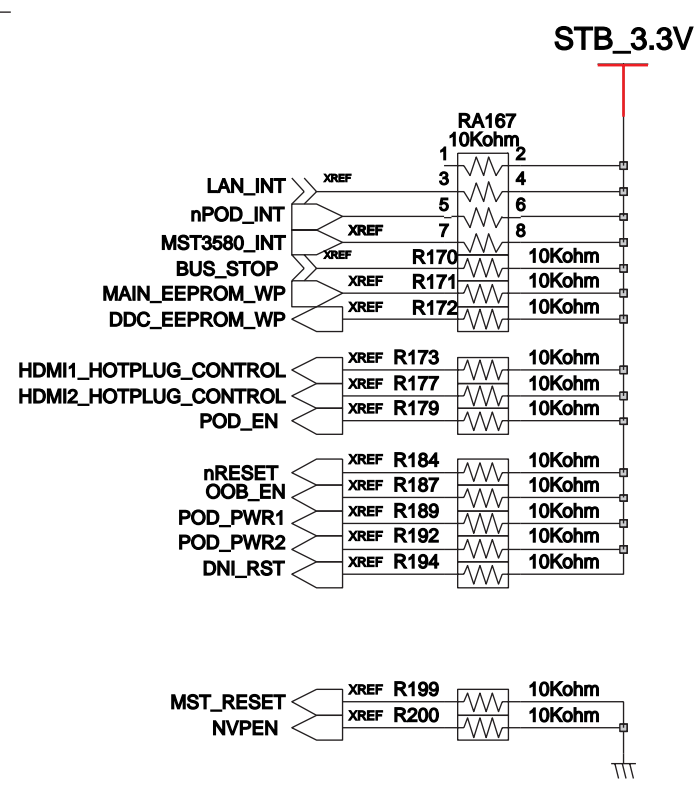 STB_3.3V
RA167
10Kohm
1 2
LAN_INT XREF 3 4
nPOD_INT 5 6
MST3580_INT XREF 7 8
BUS_STOP XREF R170 10Kohm
MAIN_EEPROM_WP XREF R171 10Kohm
DDC_EEPROM_WP XREF R172 10Kohm
HDMI1_HOTPLUG_CONTROL XREF R173 10Kohm
HDMI2_HOTPLUG_CONTROL XREF R177 10Kohm
POD_EN XREF R179 10Kohm
nRESET XREF R184 10Kohm
OOB_EN XREF R187 10Kohm
POD_PWR1 XREF R189 10Kohm
POD_PWR2 XREF R192 10Kohm
DNI_RST XREF R194 10Kohm
MST_RESET XREF R199 10Kohm
NVPEN XREF R200 10Kohm